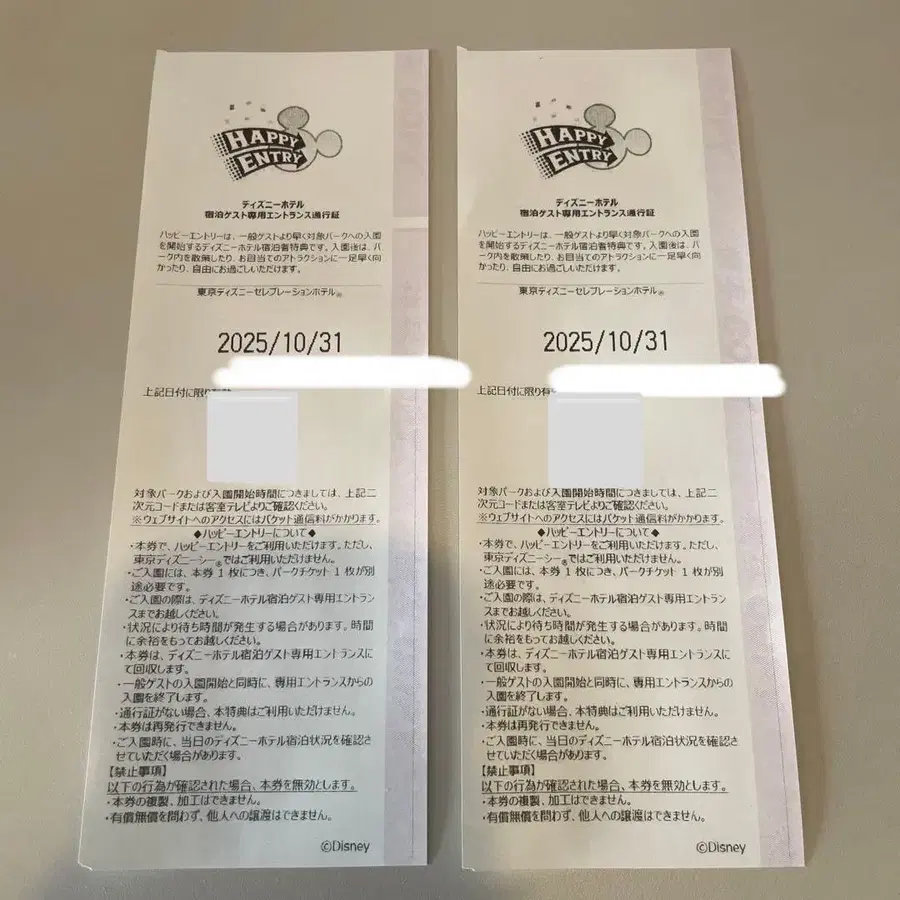 HAPPY
ENTRY
ディズニーホテル
宿泊ゲスト専用エントランス通行証
ハッピーエントリーは、一般ゲストより早く対象パークへの入園
を開始するディズニーホテル宿泊者特典です。入園後は、パ
ーク内を散策したり、お目当てのアトラクションに一足早く向
かったり、自由にお過ごしいただけます。
東京ディズニーセレブレーションホテル®
2025/10/31
上記日付に限り有
対象パークおよび入園開始時間につきましては、上記二
次元コードまたは客室テレビよりご確認ください。
※ウェブサイトへのアクセスにはパケット通信料がかかります。
◆ハッピーエントリーについて◆
・本券で、ハッピーエントリーをご利用いただけます。ただし、
東京ディズニーシー®ではご利用いただけません。
・ご入園には、本券1枚につき、パークチケット1枚が別
途必要です。
・ご入園の際は、ディズニーホテル宿泊ゲスト専用エントラン
スまでお越しください。
・状況により待ち時間が発生する場合があります。時間
に余裕をもってお越しください。
・本券は、ディズニーホテル宿泊ゲスト専用エントランスに
て回収します。
・一般ゲストの入園開始と同時に、専用エントランスからの
入園を終了します。
・通行証がない場合、本特典はご利用いただけません。
・本券は再発行できません。
・ご入園時に、当日のディズニーホテル宿泊状況を確認さ
せていただく場合があります。
【禁止事項】
以下の行為が確認された場合、本券を無効とします。
・本券の複製、加工はできません。
・有償無償を問わず、他人への譲渡はできません。
©Disney
HAPPY
ENTRY
ディズニーホテル
宿泊ゲスト専用エントランス通行証
ハッピーエントリーは、一般ゲストより早く対象パークへの入園
を開始するディズニーホテル宿泊者特典です。入園後は、パ
ーク内を散策したり、お目当てのアトラクションに一足早く向
かったり、自由にお過ごしいただけます。
東京ディズニーセレブレーションホテル®
2025/10/31
上記日付に限り有
対象パークおよび入園開始時間につきましては、上記二
次元コードまたは客室テレビよりご確認ください。
※ウェブサイトへのアクセスにはパケット通信料がかかります。
◆ハッピーエントリーについて◆
・本券で、ハッピーエントリーをご利用いただけます。ただし、
東京ディズニーシー®ではご利用いただけません。
・ご入園には、本券1枚につき、パークチケット1枚が別
途必要です。
・ご入園の際は、ディズニーホテル宿泊ゲスト専用エントラン
スまでお越しください。
・状況により待ち時間が発生する場合があります。時間
に余裕をもってお越しください。
・本券は、ディズニーホテル宿泊ゲスト専用エントランスに
て回収します。
・一般ゲストの入園開始と同時に、専用エントランスからの
入園を終了します。
・通行証がない場合、本特典はご利用いただけません。
・本券は再発行できません。
・ご入園時に、当日のディズニーホテル宿泊状況を確認さ
せていただく場合があります。
【禁止事項】
以下の行為が確認された場合、本券を無効とします。
・本券の複製、加工はできません。
・有償無償を問わず、他人への譲渡はできません。
©Disney